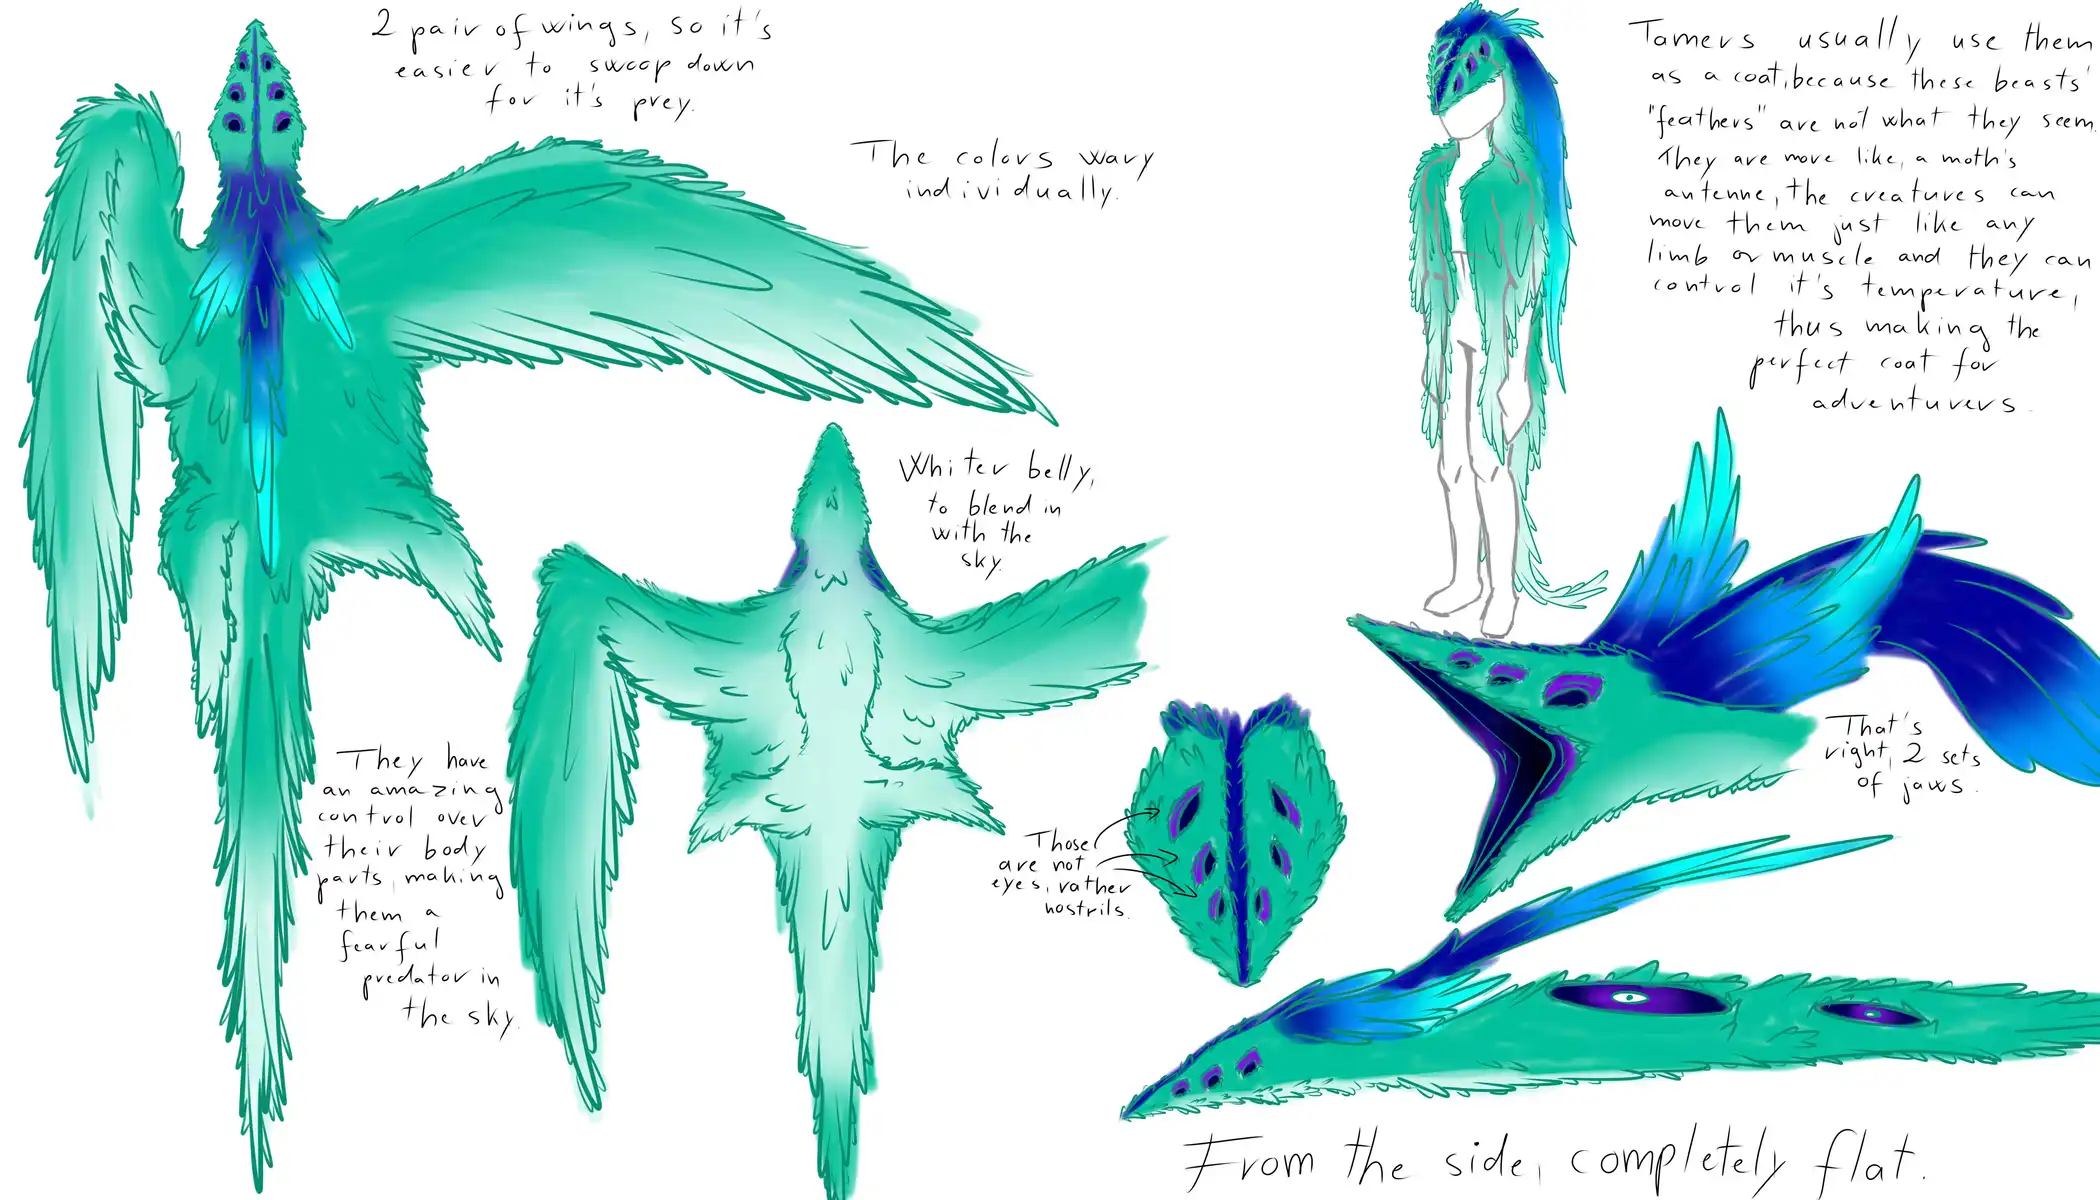 2 pair of wings, so it's
easier to swoop down
for it's prey.
The colors wary
individually.
Tamers usually use them
as a coat, because these beasts'
"feathers" are not what they seem.
They are more like, a moth's
antenne, the creatures can
move them just like any
limb or muscle and they can
control it's temperature,
thus making the
perfect coat for
adventurers.
Whiter belly,
to blend in
with the
sky.
They have
an amazing
control over
their body
parts, making
them a
fearful
predator in
the sky.
Those
are not
eyes, rather
nostrils.
That's
right, 2 sets
of jaws.
From the side, completely flat.